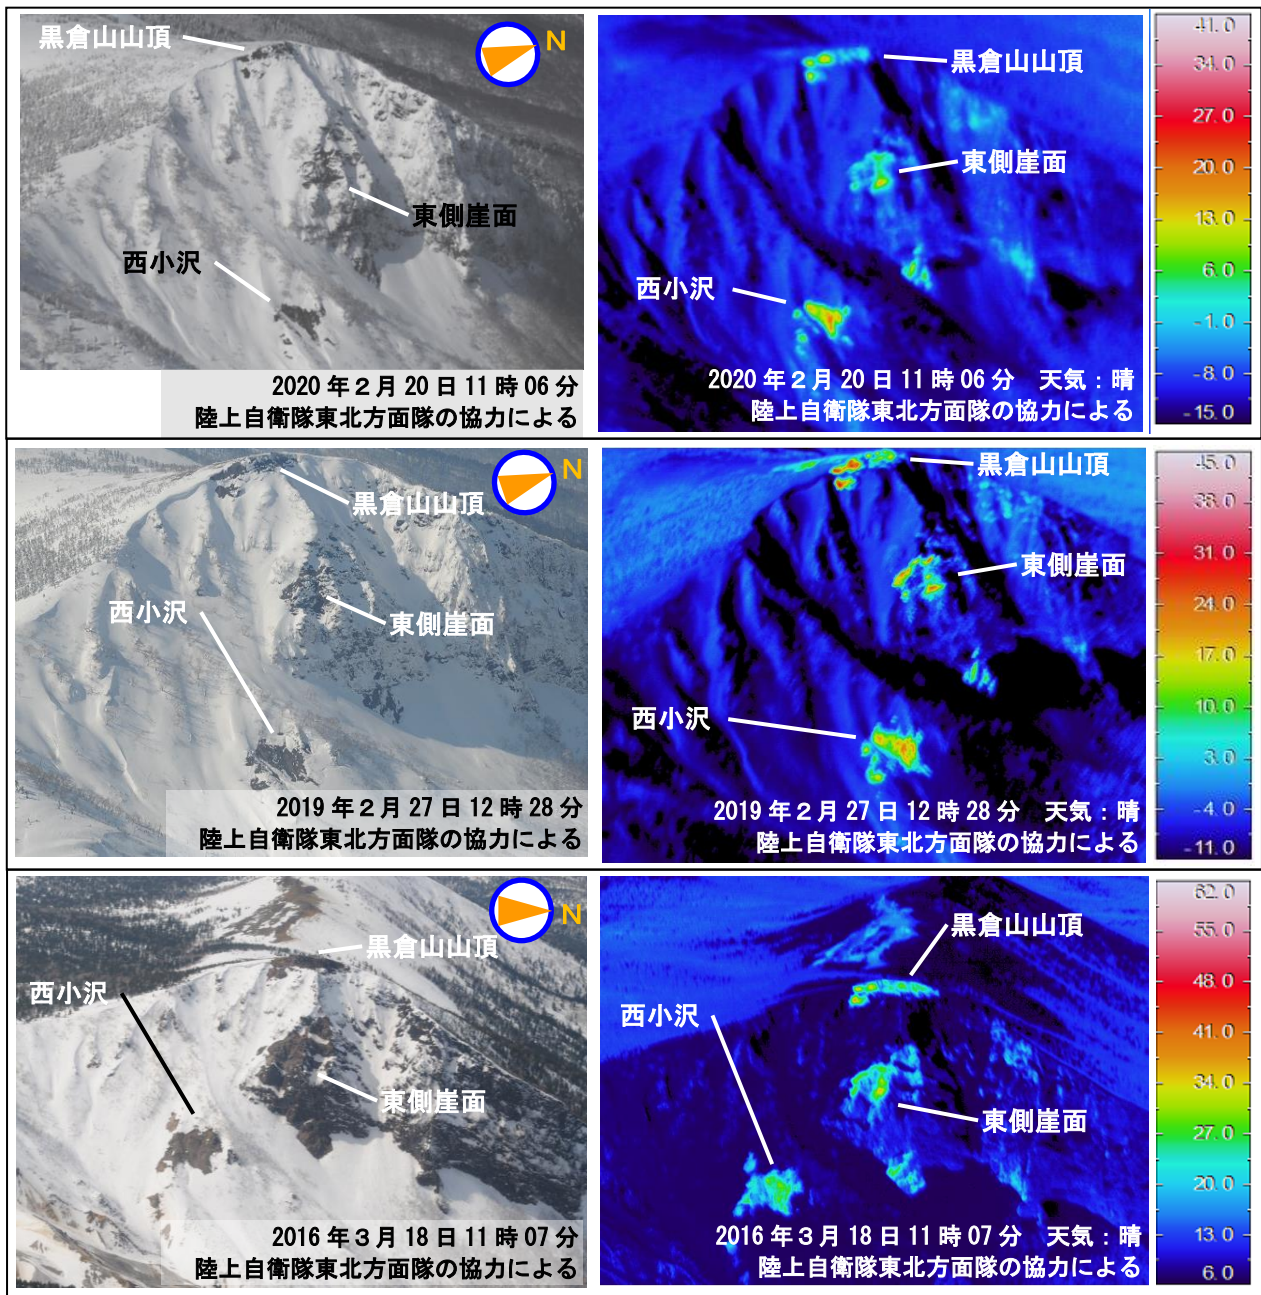 黒倉山山頂
N
東側崖面
西小沢
2020年2月20日11時06分
陸上自衛隊東北方面隊の協力による
黒倉山山頂
東側崖面
西小沢
2020年2月20日11時06分 天気：晴
陸上自衛隊東北方面隊の協力による
41.0
34.0
27.0
20.0
13.0
6.0
-1.0
-8.0
-15.0
N
黒倉山山頂
西小沢
東側崖面
2019年2月27日12時28分
陸上自衛隊東北方面隊の協力による
黒倉山山頂
東側崖面
西小沢
2019年2月27日12時28分 天気：晴
陸上自衛隊東北方面隊の協力による
45.0
38.0
31.0
24.0
17.0
10.0
3.0
-4.0
-11.0
N
黒倉山山頂
西小沢
東側崖面
2016年3月18日11時07分
陸上自衛隊東北方面隊の協力による
黒倉山山頂
西小沢
東側崖面
2016年3月18日11時07分 天気：晴
陸上自衛隊東北方面隊の協力による
62.0
55.0
48.0
41.0
34.0
27.0
20.0
13.0
6.0